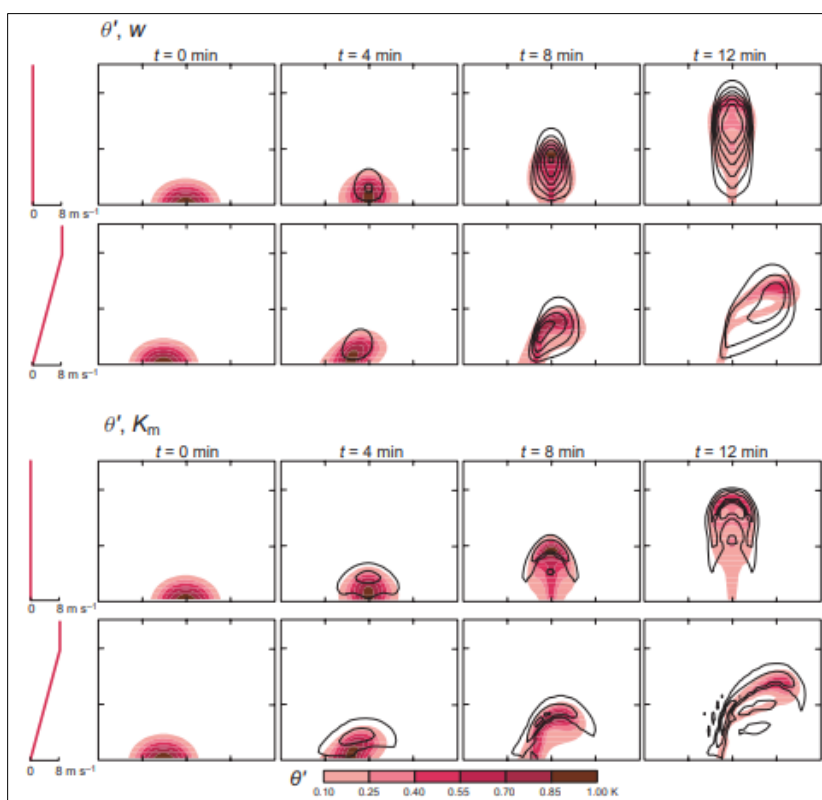 θ′, w
t = 0 min t = 4 min t = 8 min t = 12 min
0 8 m s⁻¹
0 8 m s⁻¹
θ′, Kₘ
t = 0 min t = 4 min t = 8 min t = 12 min
0 8 m s⁻¹
0 8 m s⁻¹
θ′
0.10 0.25 0.40 0.55 0.70 0.85 1.00 K